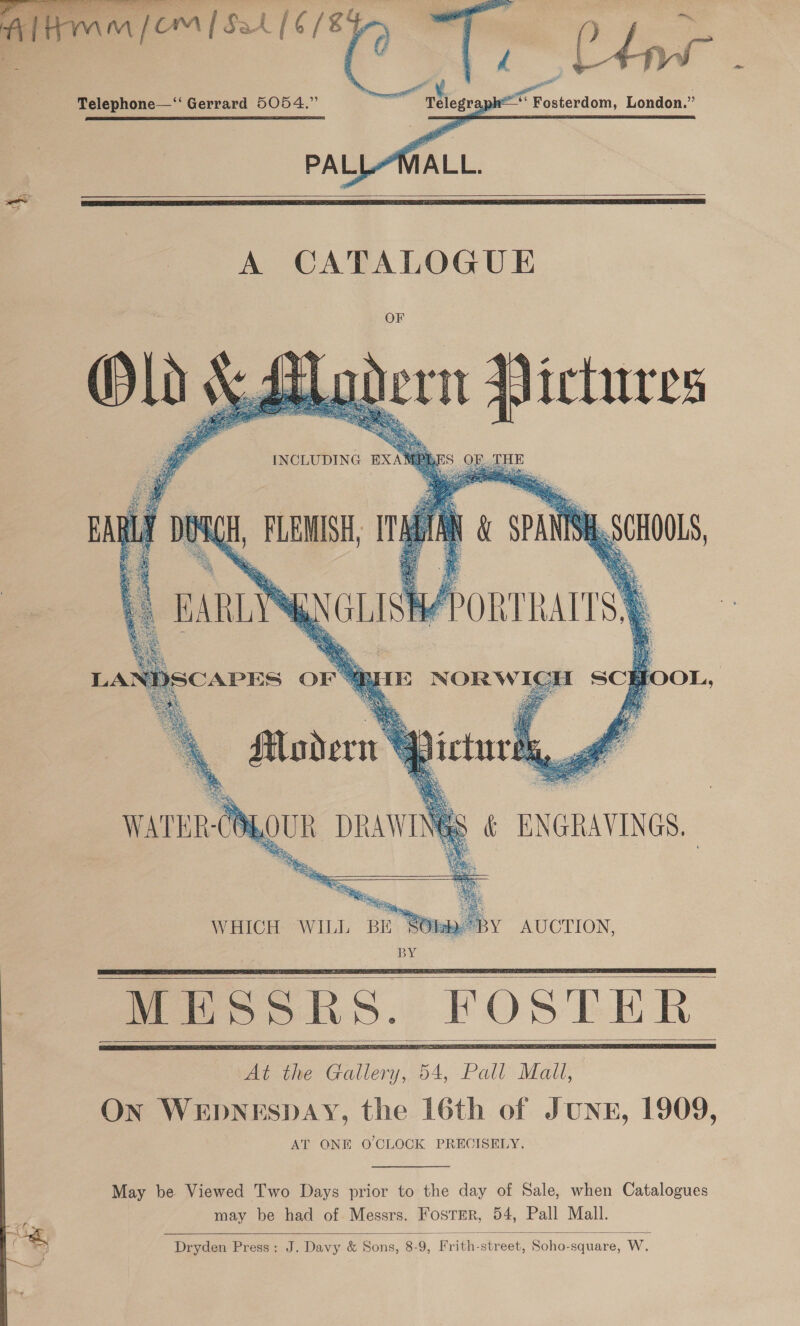 Telephone—“Gerrard 5054.” Telegraph—“Fosterdom, London.”
PALL MALL.
A CATALOGUE
OF
Old & Modern Pictures
INCLUDING EXAMPLES OF THE
EARLY DUTCH, FLEMISH, ITALIAN & SPANISH SCHOOLS,
EARLY ENGLISH PORTRAITS,
LANDSCAPES OF THE NORWICH SCHOOL,
Modern Pictures,
WATER-COLOUR DRAWINGS & ENGRAVINGS.
WHICH WILL BE SOLD BY AUCTION,
BY
MESSRS. FOSTER
At the Gallery, 54, Pall Mall,
ON WEDNESDAY, the 16th of JUNE, 1909,
AT ONE O'CLOCK PRECISELY.
May be Viewed Two Days prior to the day of Sale, when Catalogues
may be had of Messrs. FOSTER, 54, Pall Mall.
Dryden Press: J. Davy & Sons, 8-9, Frith-street, Soho-square, W.